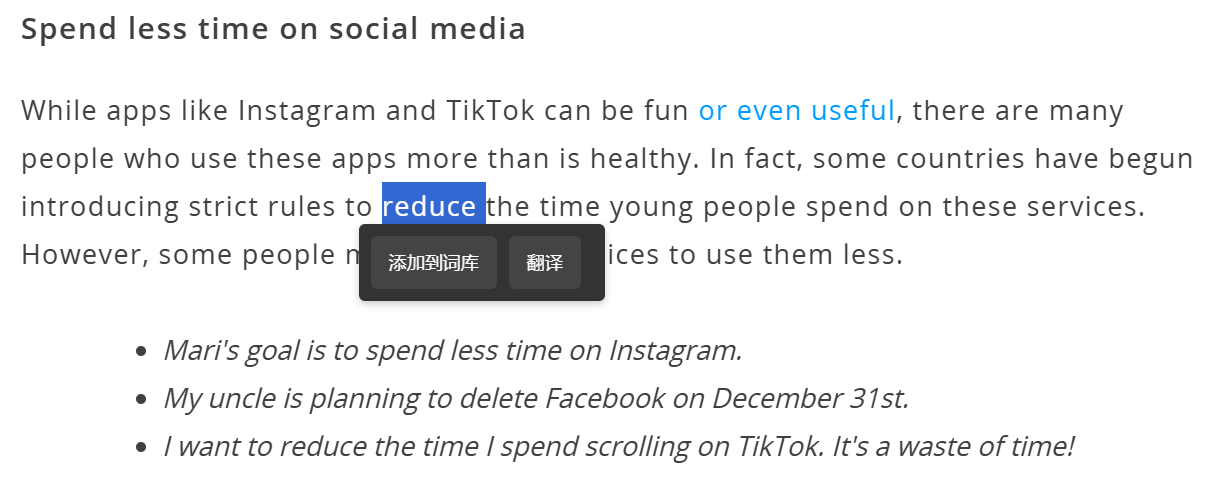 Spend less time on social media
While apps like Instagram and TikTok can be fun or even useful, there are many
people who use these apps more than is healthy. In fact, some countries have begun
introducing strict rules to reduce the time young people spend on these services.
However, some people ices to use them less.
添加到词库 翻译
Mari's goal is to spend less time on Instagram.
My uncle is planning to delete Facebook on December 31st.
I want to reduce the time I spend scrolling on TikTok. It's a waste of time!